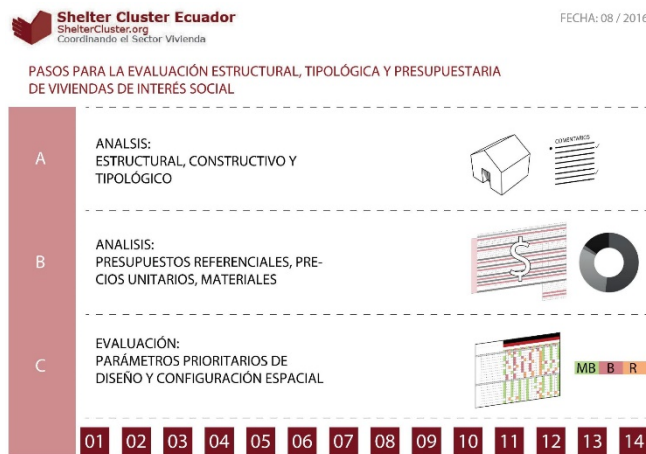 Shelter Cluster Ecuador
ShelterCluster.org
Coordinando el Sector Vivienda
FECHA: 08 / 2016
PASOS PARA LA EVALUACIÓN ESTRUCTURAL, TIPOLÓGICA Y PRESUPUESTARIA
DE VIVIENDAS DE INTERÉS SOCIAL
A
ANALSIS:
ESTRUCTURAL, CONSTRUCTIVO Y
TIPOLÓGICO
COMENTARIOS
B
ANALISIS:
PRESUPUESTOS REFERENCIALES, PRE-
CIOS UNITARIOS, MATERIALES
$
C
EVALUACIÓN:
PARÁMETROS PRIORITARIOS DE
DISEÑO Y CONFIGURACIÓN ESPACIAL
MB B R
01 02 03 04 05 06 07 08 09 10 11 12 13 14